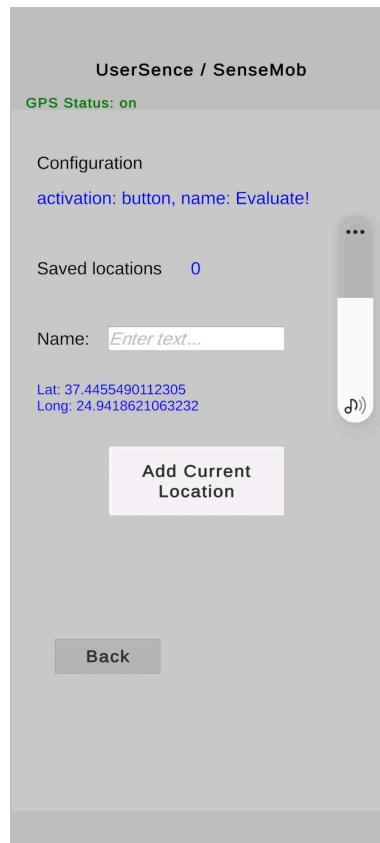 UserSence / SenseMob
GPS Status: on
Configuration
activation: button, name: Evaluate!
Saved locations 0
Name: Enter text...
Lat: 37.4455490112305
Long: 24.9418621063232
Add Current
Location
Back